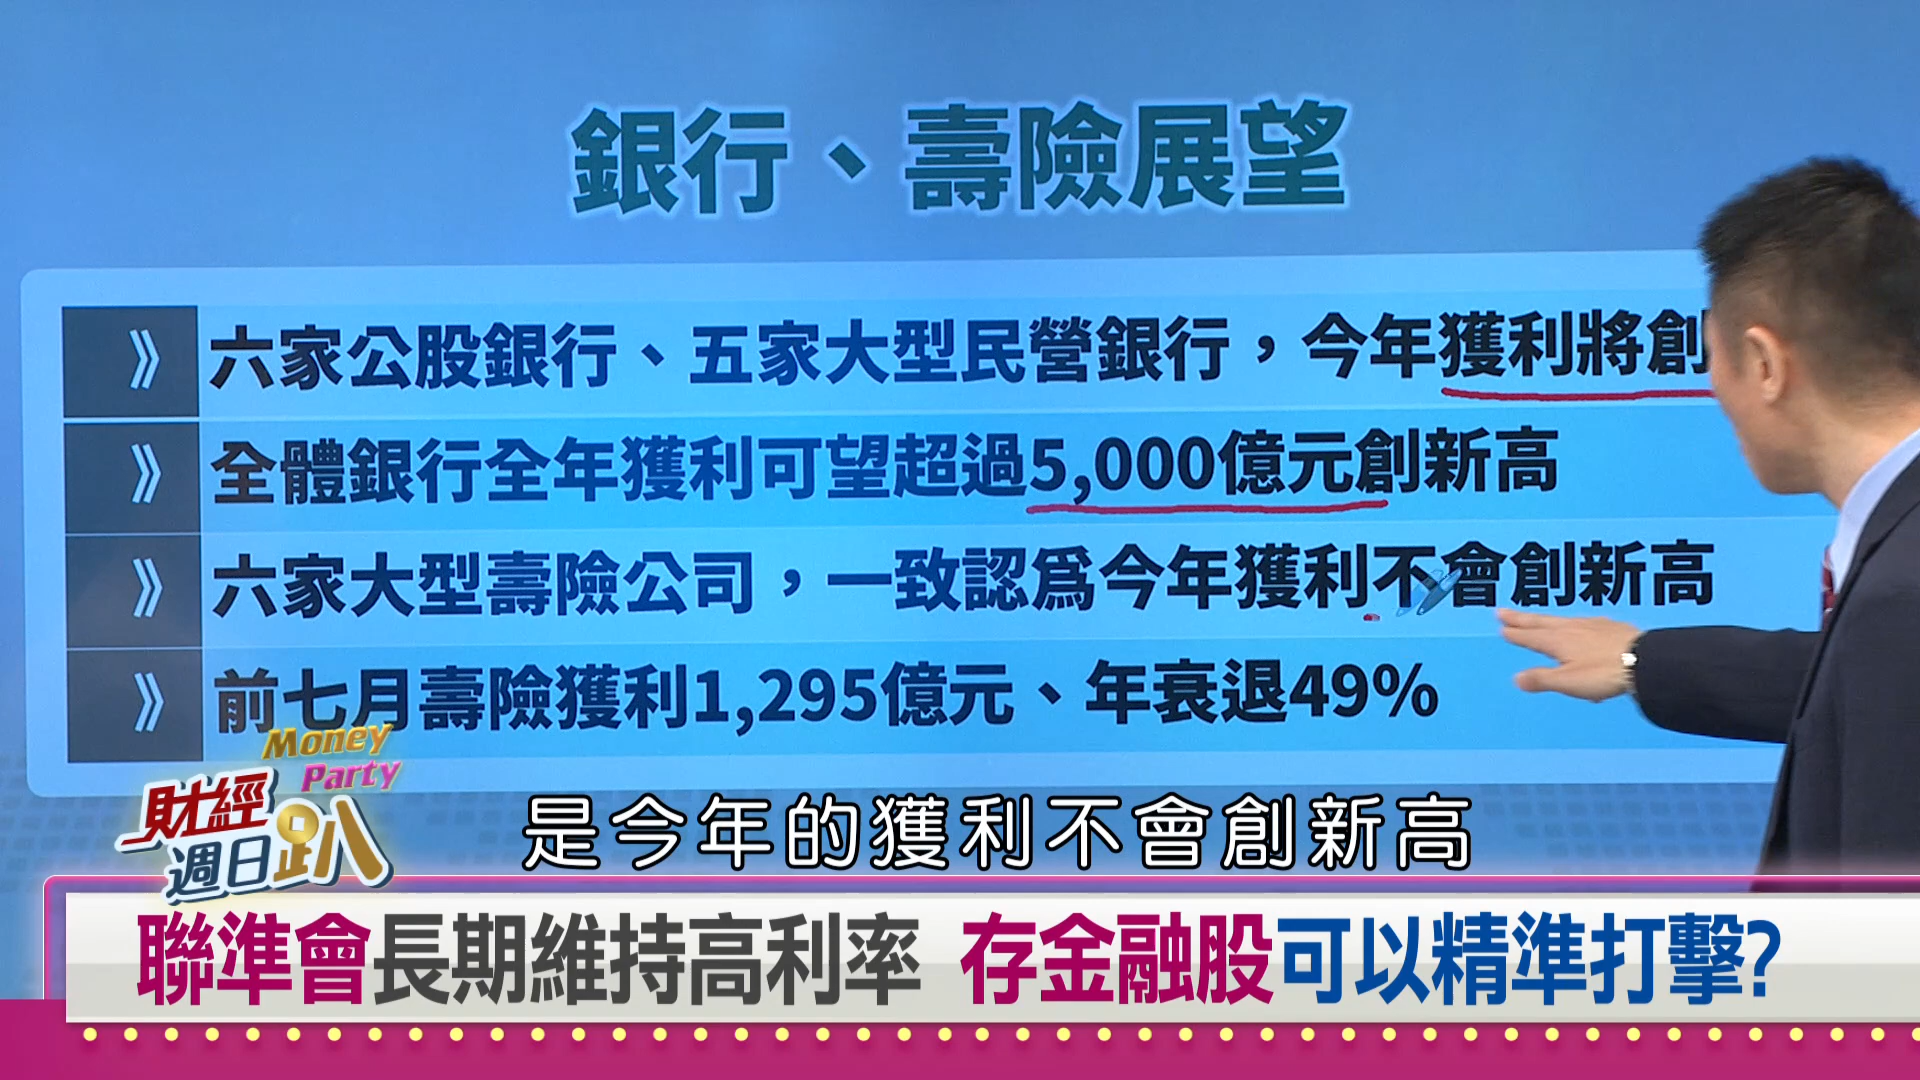 銀行、壽險展望
》六家公股銀行、五家大型民營銀行，今年獲利將創
》全體銀行全年獲利可望超過5,000億元創新高
》六家大型壽險公司，一致認為今年獲利不會創新高
》前七月壽險獲利1,295億元、年衰退49%
Money
Party
財經
週日趴
是今年的獲利不會創新高
聯準會長期維持高利率 存金融股可以精準打擊?